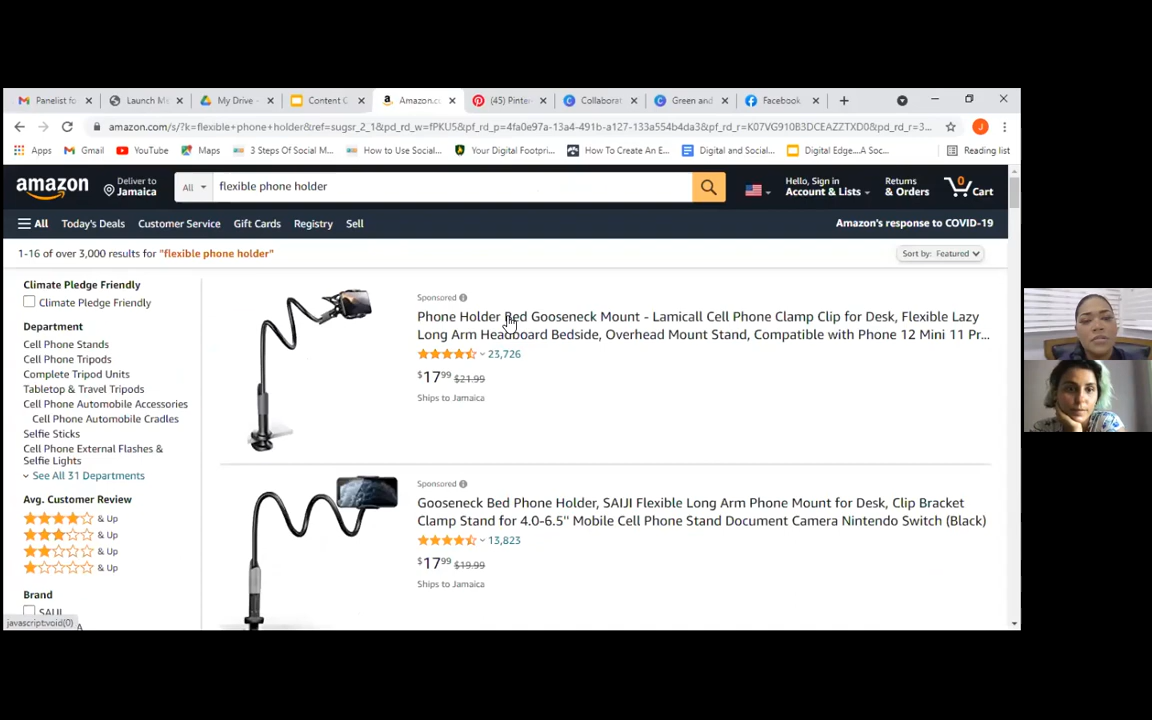 Panelist fo
Launch M
My Drive -
Content C
Amazon.c
(45) Pinte
Collaborat
Green and
Facebook
amazon.com/s/?k=flexible+phone+holder&ref=sugsr_2_1&pd_rd_w=fPKU5&pf_rd_p=4fa0e97a-13a4-491b-a127-133a554b4da3&pf_rd_r=K07VG910B3DCEAZZTXD0&pd_rd_r=3...
J
Apps
Gmail
YouTube
Maps
3 Steps Of Social M...
How to Use Social...
Your Digital Footpri...
How To Create An E...
Digital and Social...
Digital Edge...A Soc...
Reading list
amazon
Deliver to
Jamaica
All
flexible phone holder
Hello, Sign in
Account & Lists
Returns
& Orders
0
Cart
All
Today's Deals
Customer Service
Gift Cards
Registry
Sell
Amazon's response to COVID-19
1-16 of over 3,000 results for "flexible phone holder"
Sort by: Featured
Climate Pledge Friendly
Climate Pledge Friendly
Department
Cell Phone Stands
Cell Phone Tripods
Complete Tripod Units
Tabletop & Travel Tripods
Cell Phone Automobile Accessories
Cell Phone Automobile Cradles
Selfie Sticks
Cell Phone External Flashes &
Selfie Lights
See All 31 Departments
Avg. Customer Review
& Up
& Up
& Up
& Up
Brand
SAIJI
javascript:void(0)
Sponsored
Phone Holder Bed Gooseneck Mount - Lamicall Cell Phone Clamp Clip for Desk, Flexible Lazy
Long Arm Headboard Bedside, Overhead Mount Stand, Compatible with Phone 12 Mini 11 Pr...
23,726
$17.99 $21.99
Ships to Jamaica
Sponsored
Gooseneck Bed Phone Holder, SAIJI Flexible Long Arm Phone Mount for Desk, Clip Bracket
Clamp Stand for 4.0-6.5'' Mobile Cell Phone Stand Document Camera Nintendo Switch (Black)
13,823
$17.99 $19.99
Ships to Jamaica